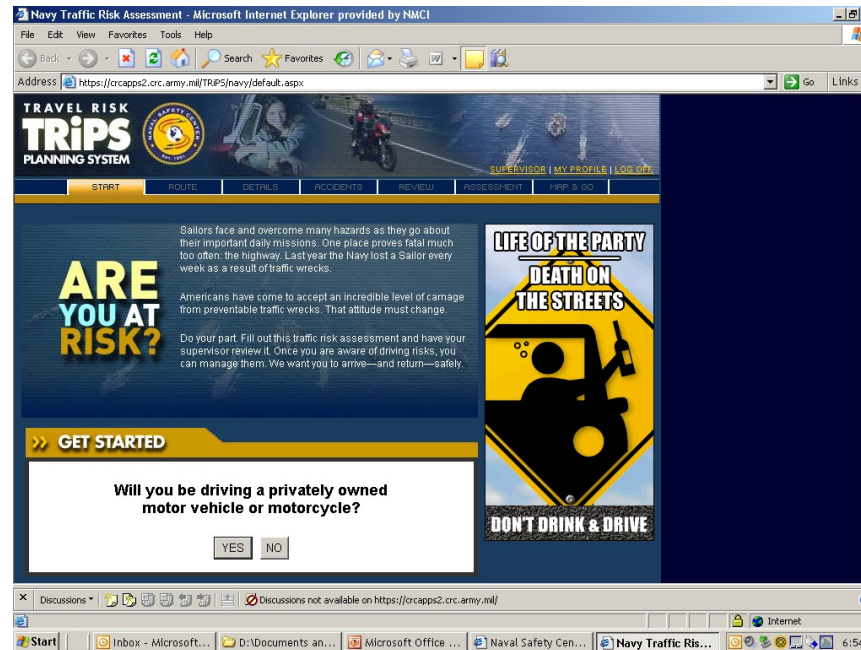 Navy Traffic Risk Assessment - Microsoft Internet Explorer provided by NMCI
File Edit View Favorites Tools Help
Back Search Favorites
Address https://crcapps2.crc.army.mil/TRiPS/navy/default.aspx Go Links
TRAVEL RISK
TRiPS
PLANNING SYSTEM
NAVAL SAFETY CENTER
SUPERVISOR | MY PROFILE | LOG OFF
START ROUTE DETAILS ACCIDENTS REVIEW ASSESSMENT MAP & GO
ARE
YOU AT
RISK?
Sailors face and overcome many hazards as they go about
their important daily missions. One place proves fatal much
too often: the highway. Last year the Navy lost a Sailor every
week as a result of traffic wrecks.
Americans have come to accept an incredible level of carnage
from preventable traffic wrecks. That attitude must change.
Do your part. Fill out this traffic risk assessment and have your
supervisor review it. Once you are aware of driving risks, you
can manage them. We want you to arrive—and return—safely.
LIFE OF THE PARTY
DEATH ON
THE STREETS
DON'T DRINK & DRIVE
GET STARTED
Will you be driving a privately owned
motor vehicle or motorcycle?
YES NO
Discussions Discussions not available on https://crcapps2.crc.army.mil/
Internet
Start Inbox - Microsoft... D:\Documents an... Microsoft Office ... Naval Safety Cen... Navy Traffic Ris... 6:54